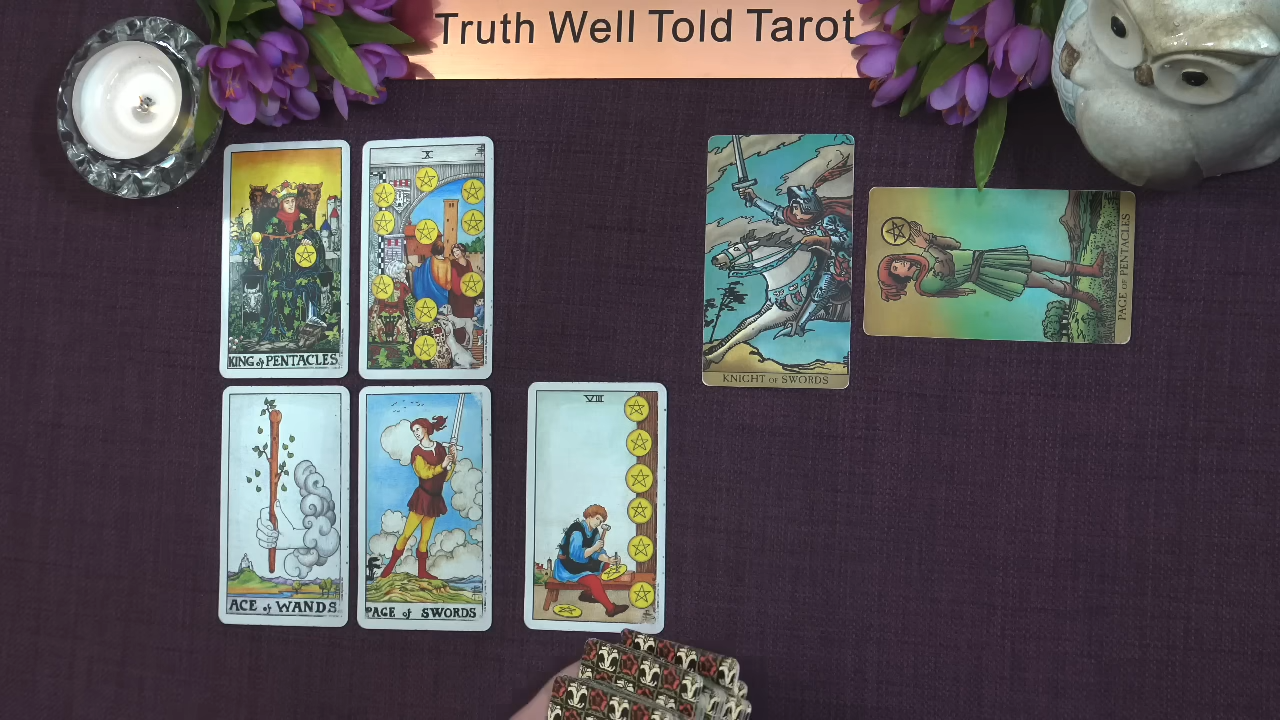 Truth Well Told Tarot
KING of PENTACLES
X
KNIGHT OF SWORDS
PAGE OF PENTACLES
ACE of WANDS
PAGE of SWORDS
VIII